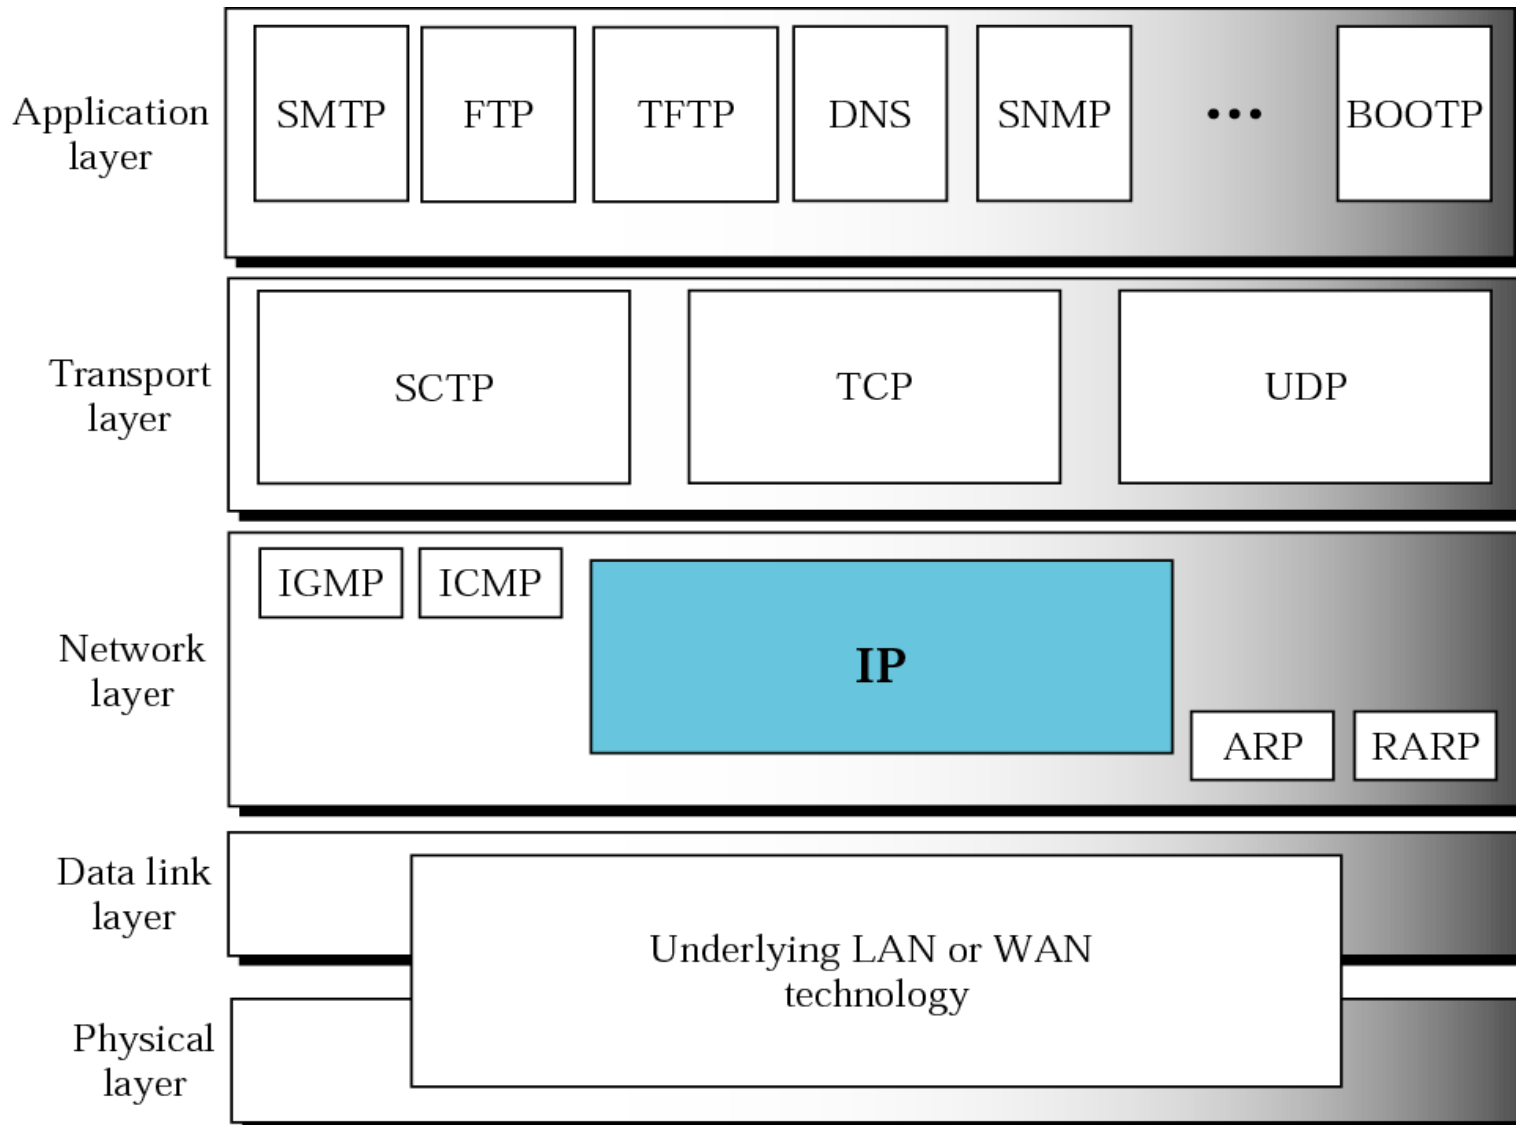 Application
layer
SMTP
FTP
TFTP
DNS
SNMP
•••
BOOTP
Transport
layer
SCTP
TCP
UDP
Network
layer
IGMP
ICMP
IP
ARP
RARP
Data link
layer
Underlying LAN or WAN
technology
Physical
layer